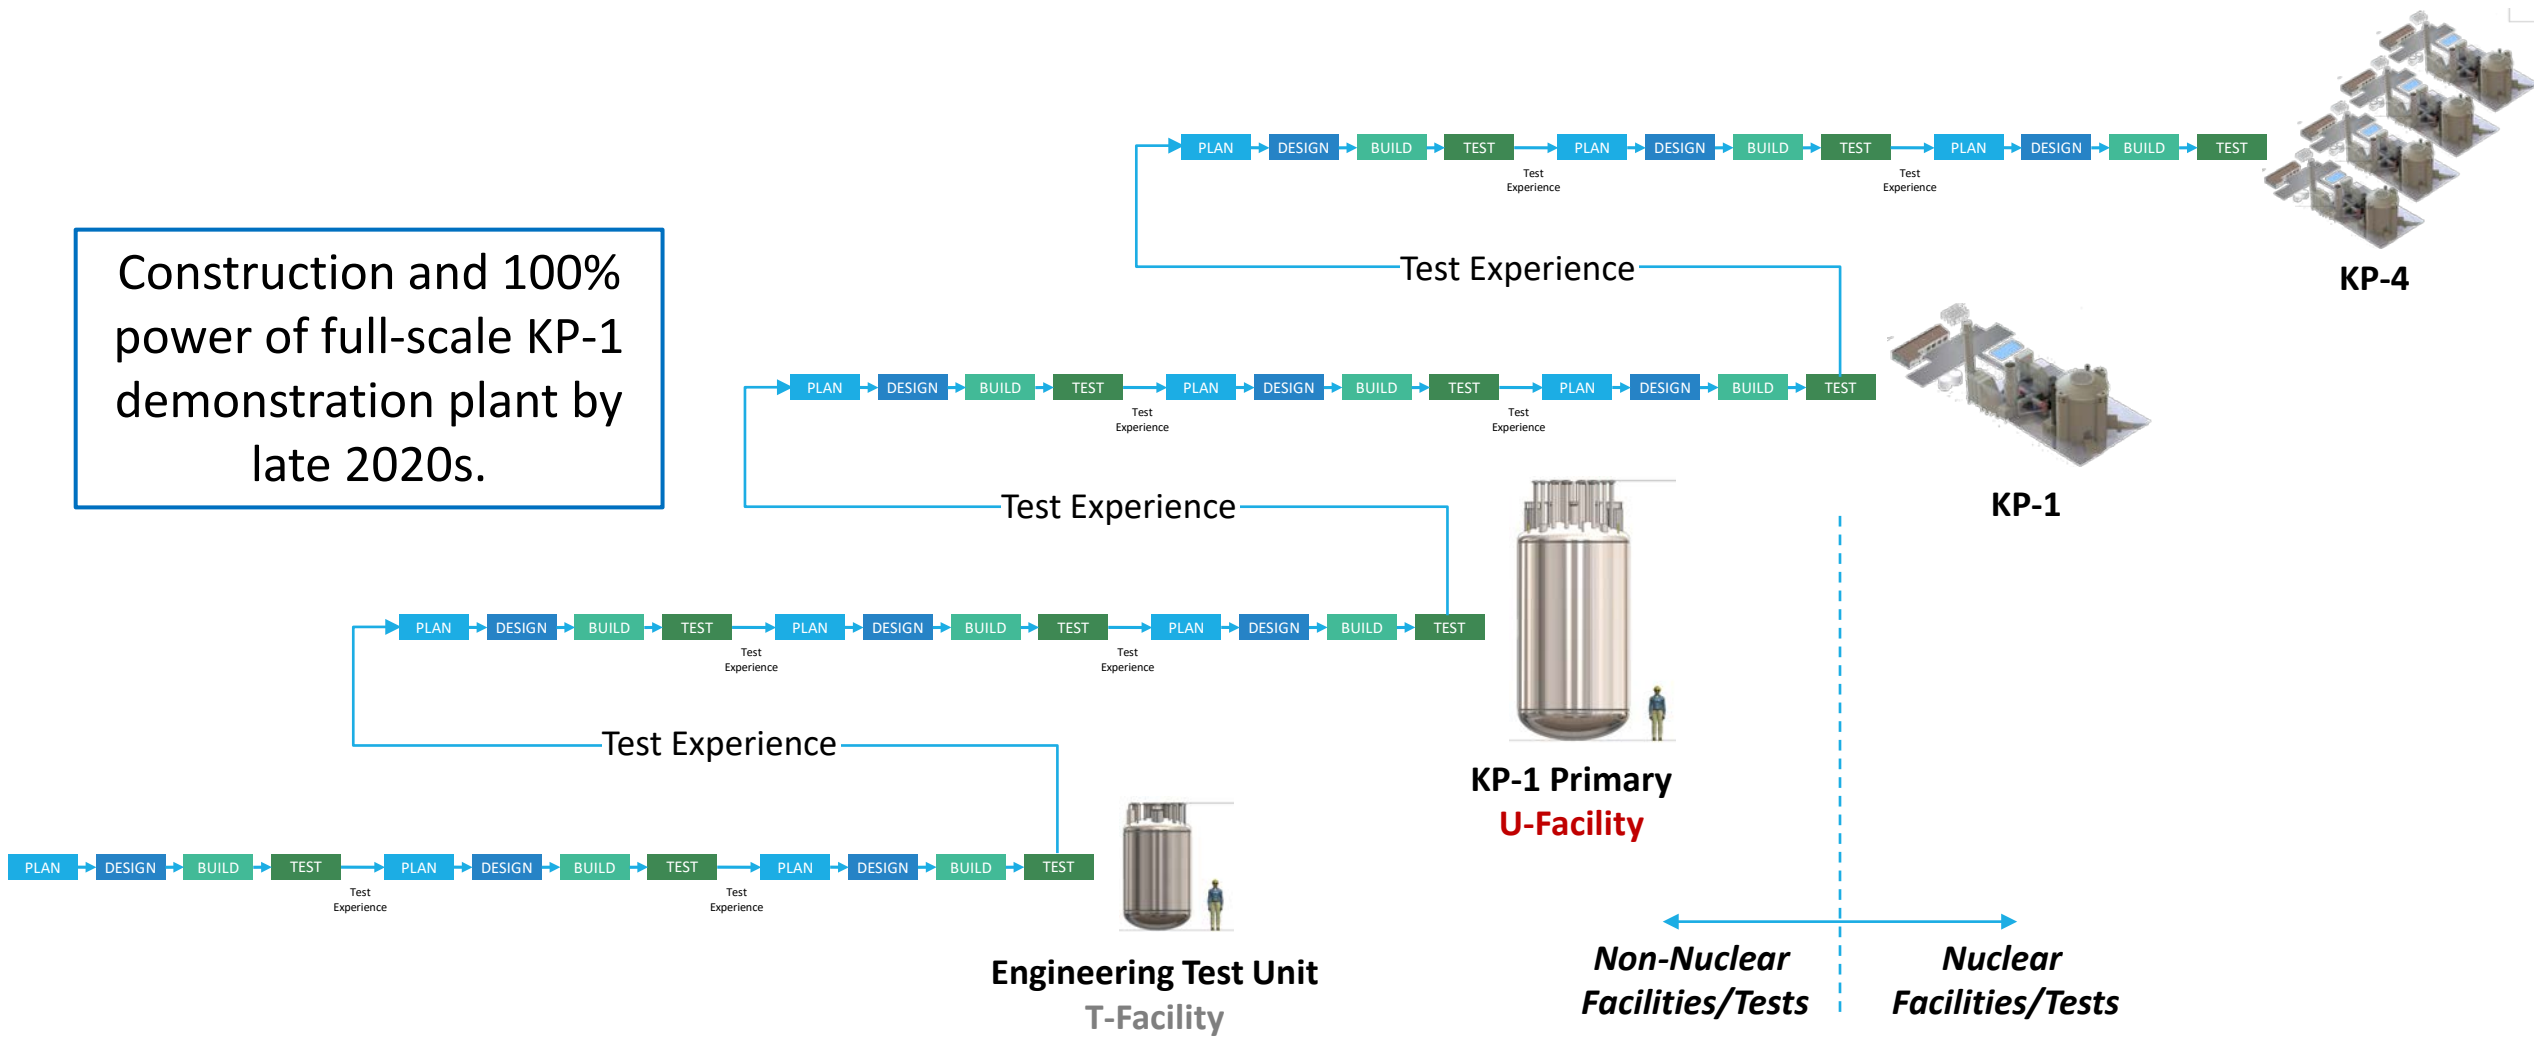 PLAN DESIGN BUILD TEST PLAN DESIGN BUILD TEST PLAN DESIGN BUILD TEST
Test
Experience
Test
Experience
Construction and 100%
power of full-scale KP-1
demonstration plant by
late 2020s.
Test Experience
KP-4
PLAN DESIGN BUILD TEST PLAN DESIGN BUILD TEST PLAN DESIGN BUILD TEST
Test
Experience
Test
Experience
Test Experience
KP-1
PLAN DESIGN BUILD TEST PLAN DESIGN BUILD TEST PLAN DESIGN BUILD TEST
Test
Experience
Test
Experience
Test Experience
KP-1 Primary
U-Facility
PLAN DESIGN BUILD TEST PLAN DESIGN BUILD TEST PLAN DESIGN BUILD TEST
Test
Experience
Test
Experience
Engineering Test Unit
T-Facility
Non-Nuclear
Facilities/Tests
Nuclear
Facilities/Tests